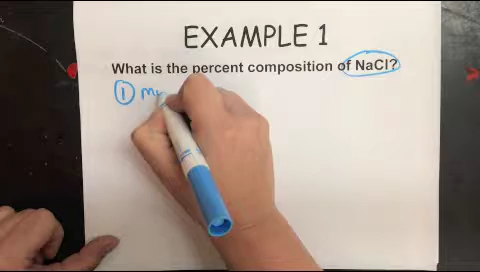 EXAMPLE 1
What is the percent composition of NaCl?
1 m